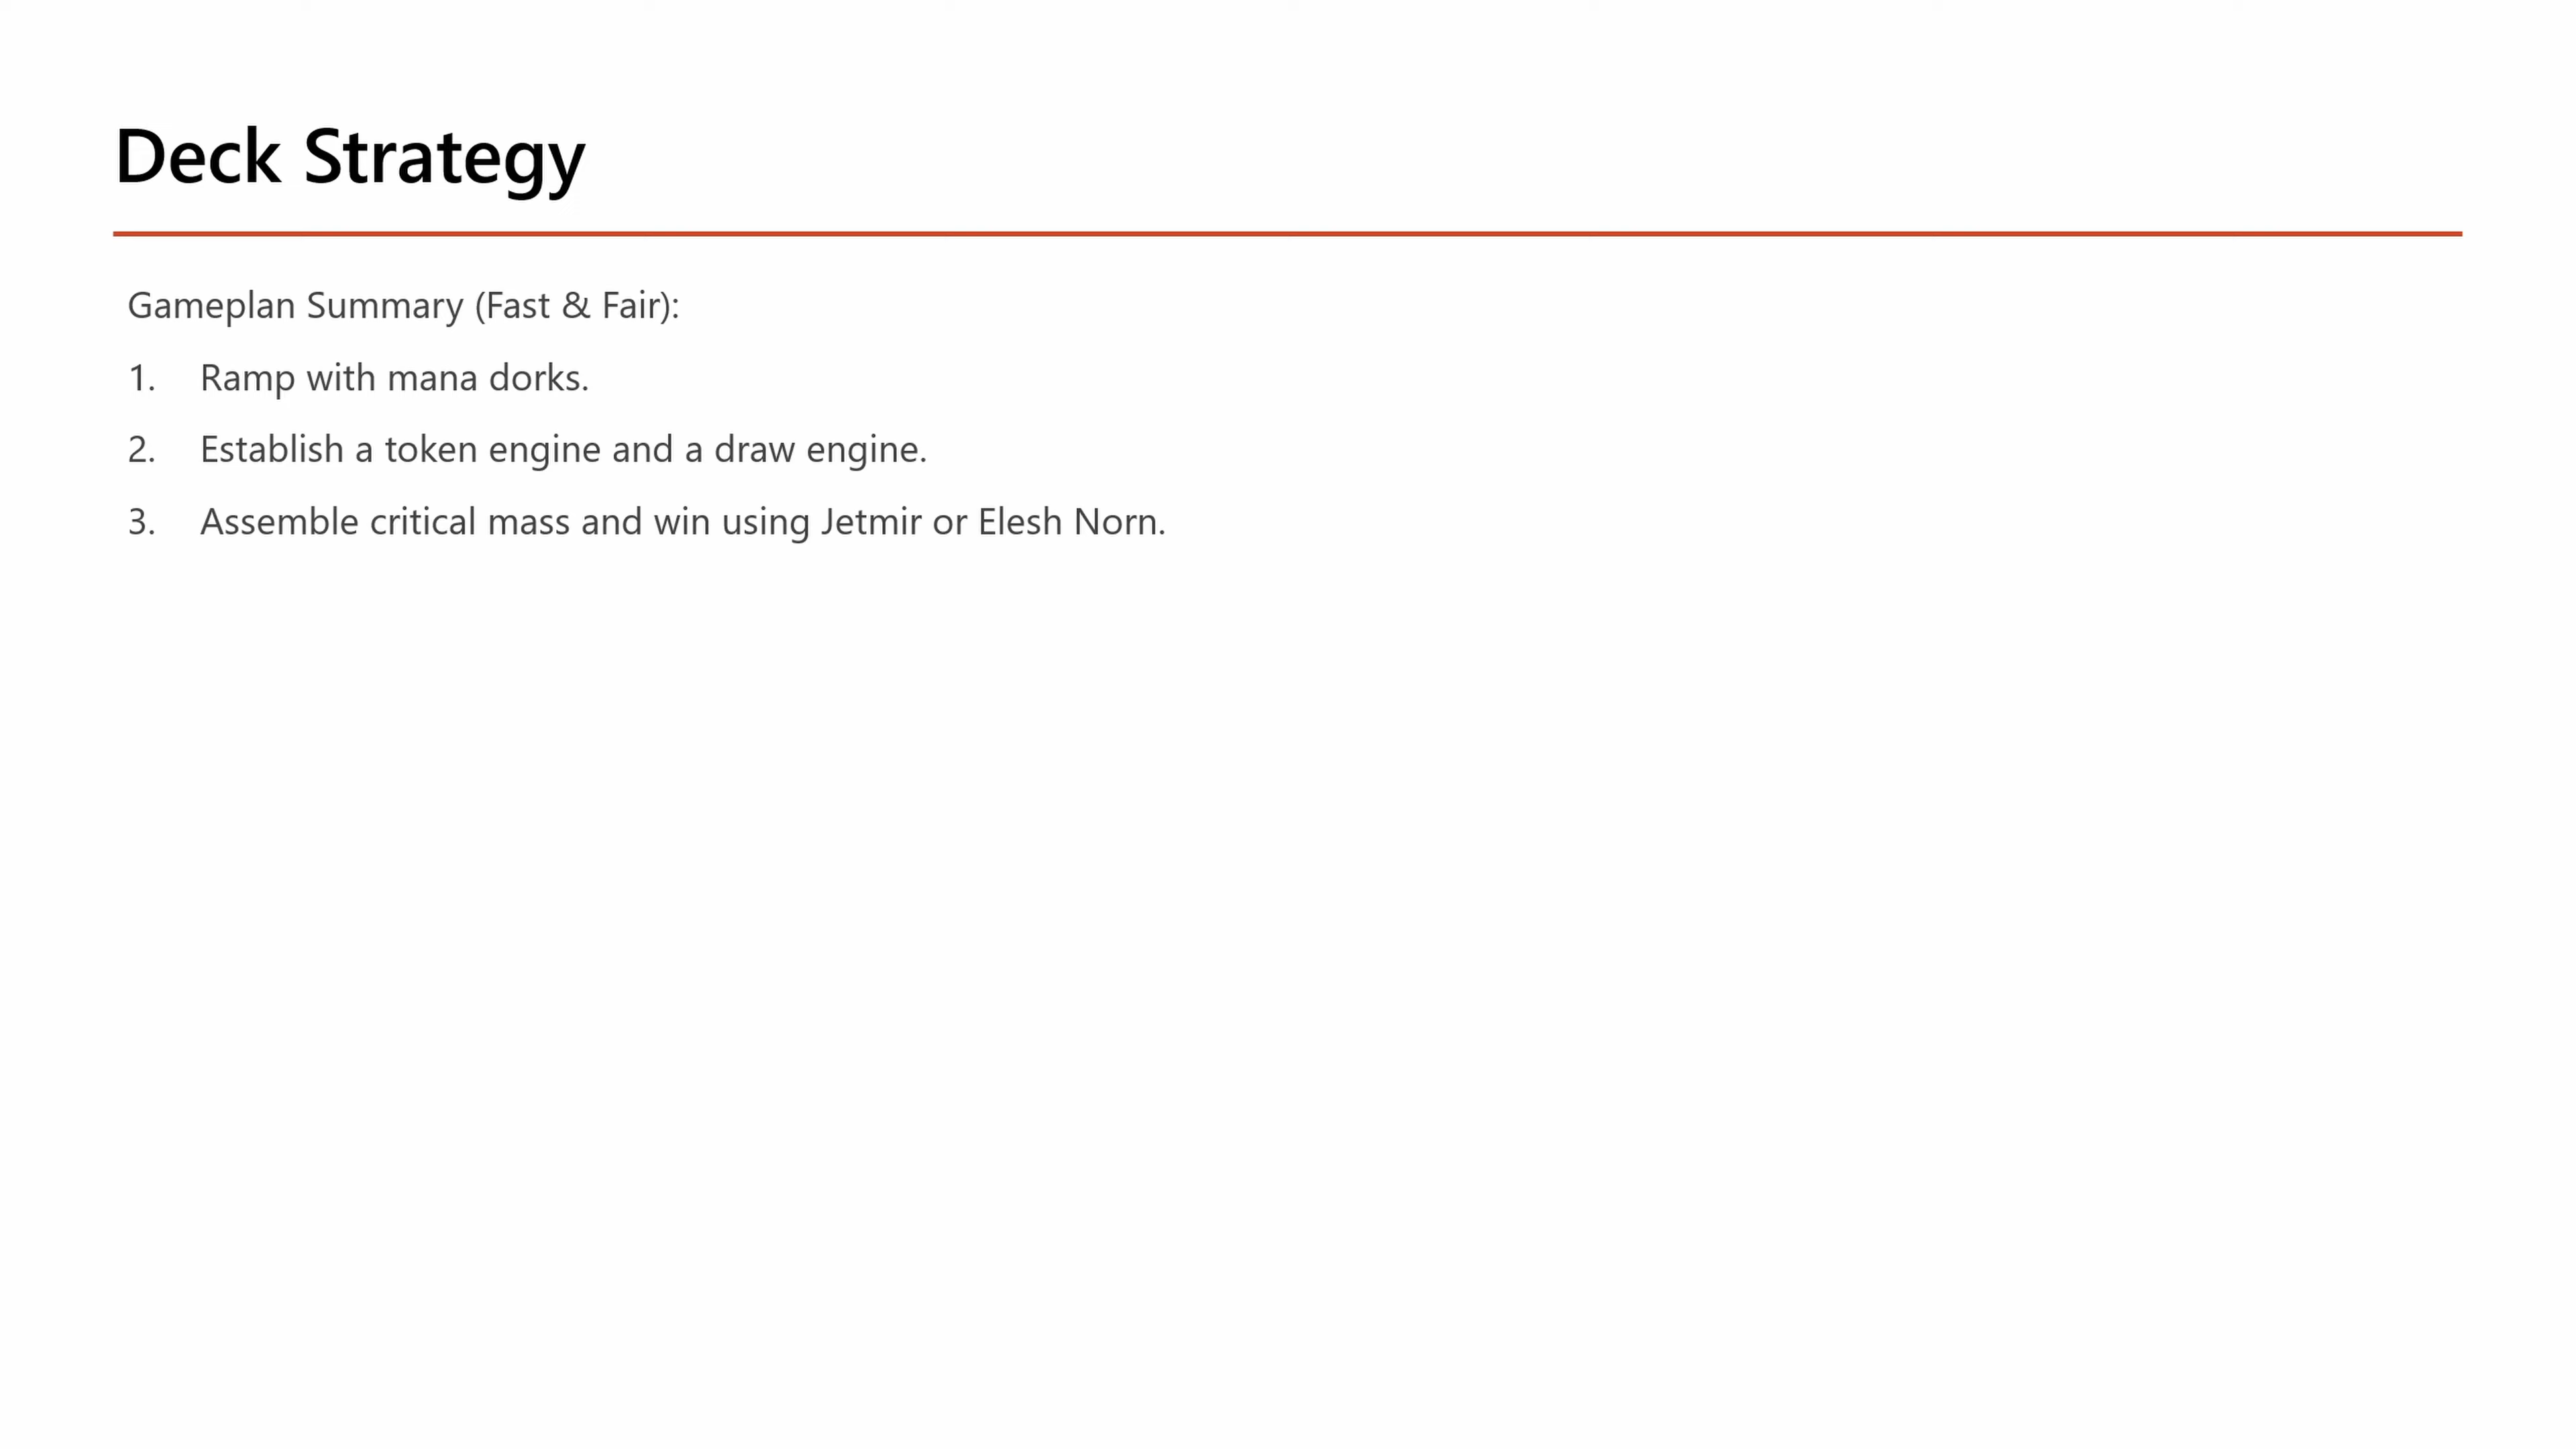 Deck Strategy
Gameplan Summary (Fast & Fair):
1. Ramp with mana dorks.
2. Establish a token engine and a draw engine.
3. Assemble critical mass and win using Jetmir or Elesh Norn.